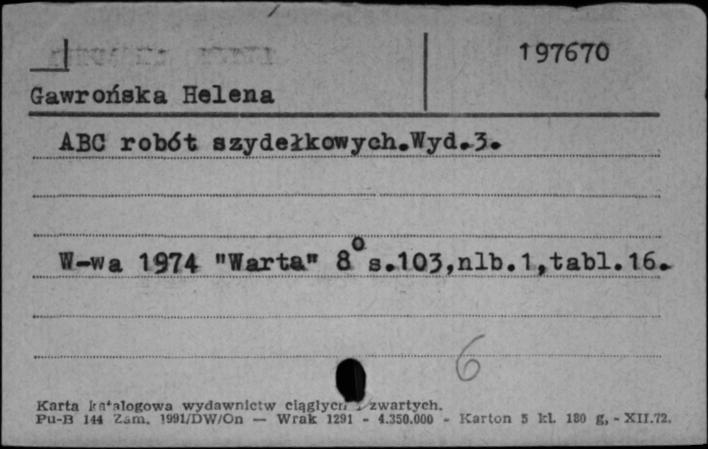 197670
Gawrońska Helena
ABC robót szydełkowych.Wyd.3.
W-wa 1974 "Warta" 8° s.103,nlb.1,tabl.16.
6
Karta katalogowa wydawnictw ciągłych i zwartych.
Pu-B 144 Zam. 1991/DW/On — Wrak 1291 - 4.350.000 - Karton 5 kl. 180 g, - XII.72.